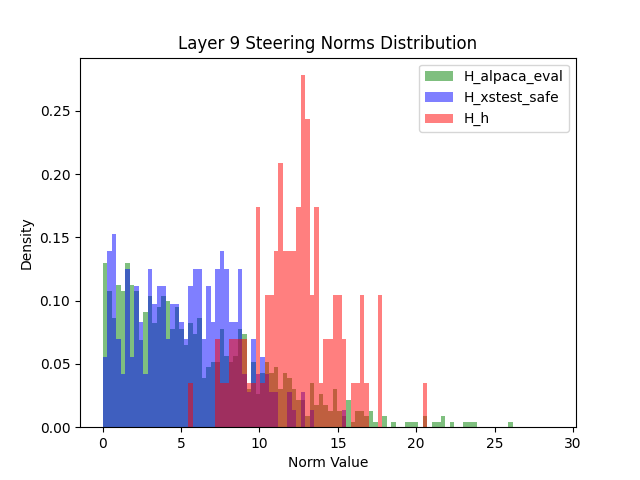 Layer 9 Steering Norms Distribution
H_alpaca_eval
H_xstest_safe
H_h
Density
0.25
0.20
0.15
0.10
0.05
0.00
0 5 10 15 20 25 30
Norm Value